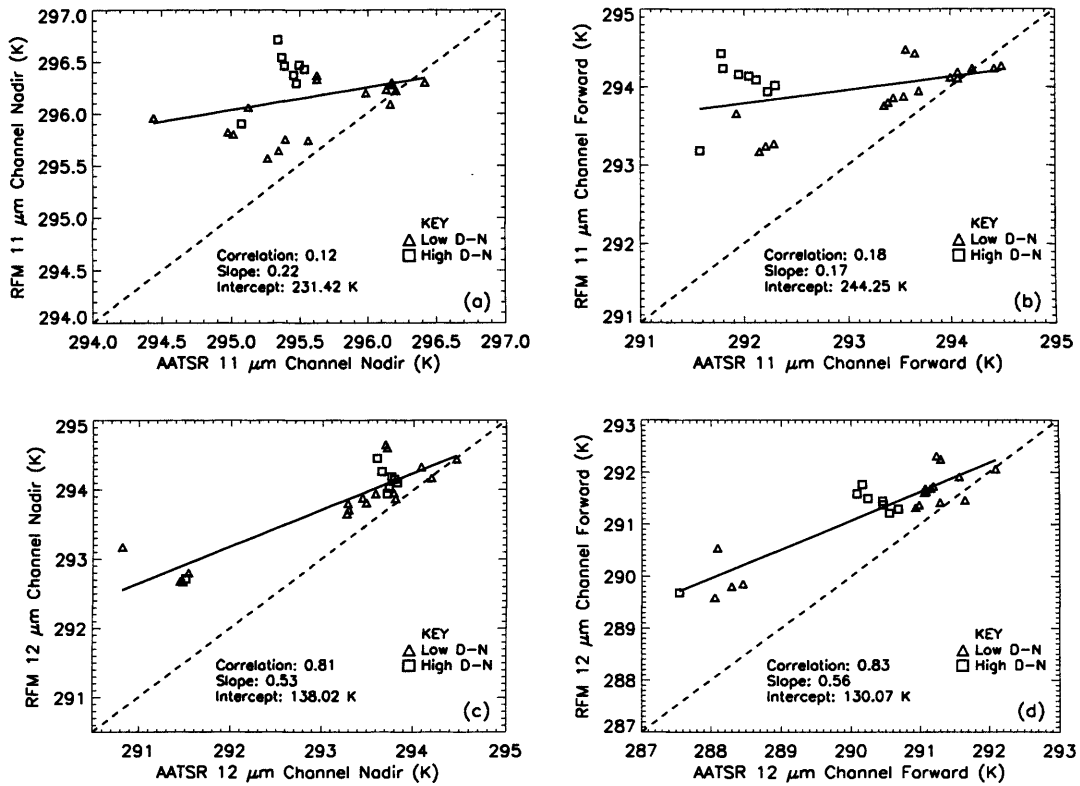 297.0
296.5
296.0
295.5
295.0
294.5
294.0
RFM 11 μm Channel Nadir (K)
KEY
Low D-N
High D-N
Correlation: 0.12
Slope: 0.22
Intercept: 231.42 K
(a)
294.0 294.5 295.0 295.5 296.0 296.5 297.0
AATSR 11 μm Channel Nadir (K)
295
294
293
292
291
RFM 11 μm Channel Forward (K)
KEY
Low D-N
High D-N
Correlation: 0.18
Slope: 0.17
Intercept: 244.25 K
(b)
291 292 293 294 295
AATSR 11 μm Channel Forward (K)
295
294
293
292
291
RFM 12 μm Channel Nadir (K)
KEY
Low D-N
High D-N
Correlation: 0.81
Slope: 0.53
Intercept: 138.02 K
(c)
291 292 293 294 295
AATSR 12 μm Channel Nadir (K)
293
292
291
290
289
288
287
RFM 12 μm Channel Forward (K)
KEY
Low D-N
High D-N
Correlation: 0.83
Slope: 0.56
Intercept: 130.07 K
(d)
287 288 289 290 291 292 293
AATSR 12 μm Channel Forward (K)